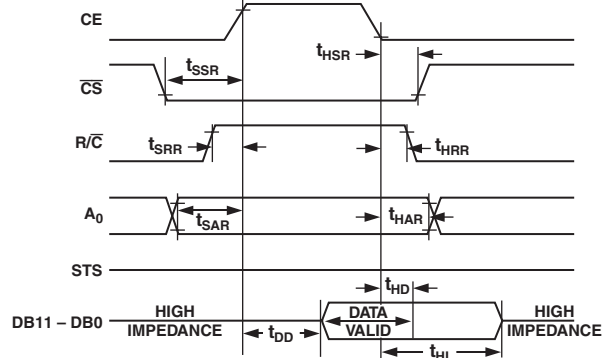 CE
tHSR
tSSR
CS
R/C
tSRR
tHRR
A0
tSAR
tHAR
STS
tHD
DB11 – DB0
HIGH
IMPEDANCE
DATA
VALID
HIGH
IMPEDANCE
tDD
tHL